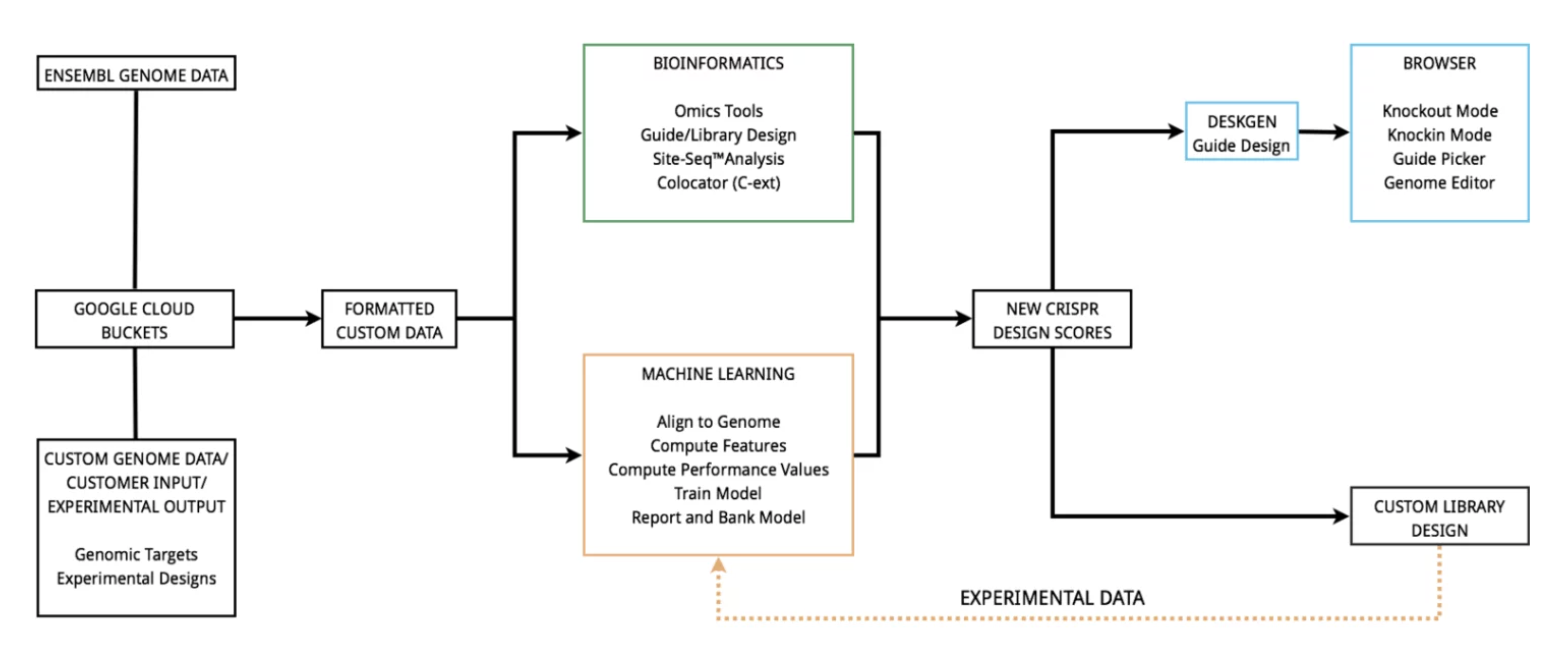 ENSEMBL GENOME DATA
GOOGLE CLOUD
BUCKETS
CUSTOM GENOME DATA/
CUSTOMER INPUT/
EXPERIMENTAL OUTPUT
Genomic Targets
Experimental Designs
FORMATTED
CUSTOM DATA
BIOINFORMATICS
Omics Tools
Guide/Library Design
Site-Seq™Analysis
Colocator (C-ext)
MACHINE LEARNING
Align to Genome
Compute Features
Compute Performance Values
Train Model
Report and Bank Model
NEW CRISPR
DESIGN SCORES
DESKGEN
Guide Design
BROWSER
Knockout Mode
Knockin Mode
Guide Picker
Genome Editor
CUSTOM LIBRARY
DESIGN
EXPERIMENTAL DATA